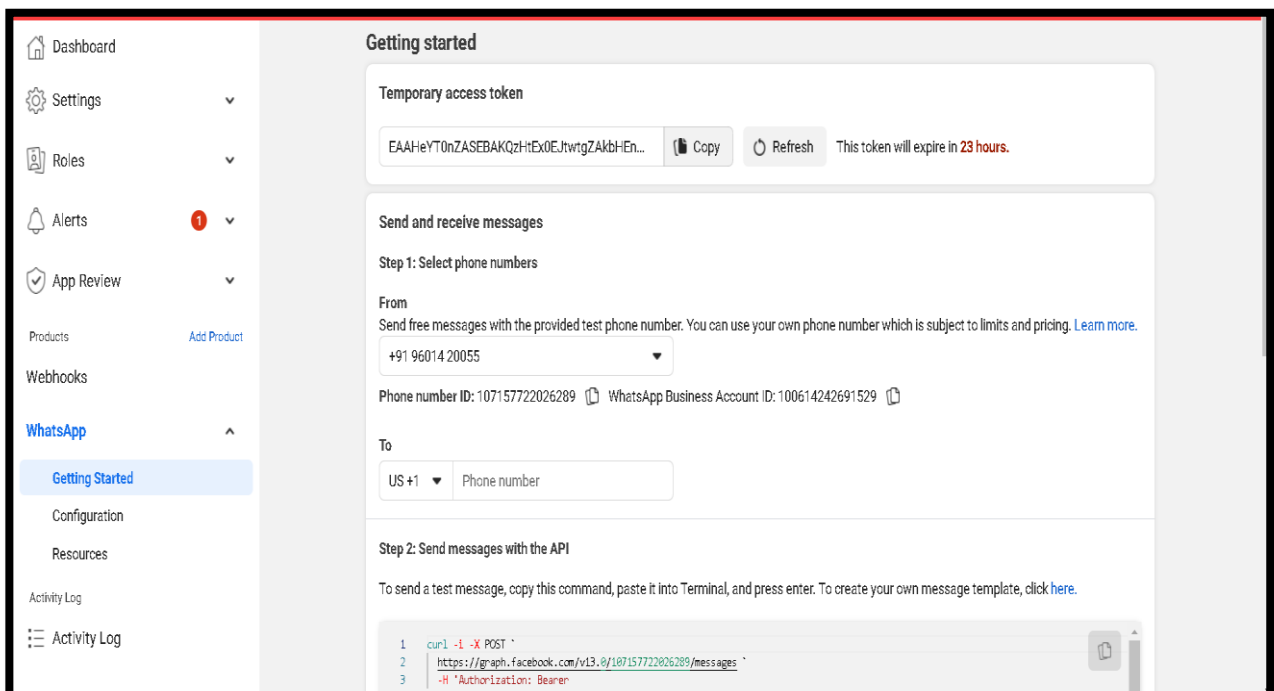 Dashboard
Settings
Roles
Alerts
1
App Review
Products
Add Product
Webhooks
WhatsApp
Getting Started
Configuration
Resources
Activity Log
Activity Log
Getting started
Temporary access token
EAAHeYT0nZASEBAKQzHtEx0EJtwtgZAkbHEn...
Copy
Refresh
This token will expire in 23 hours.
Send and receive messages
Step 1: Select phone numbers
From
Send free messages with the provided test phone number. You can use your own phone number which is subject to limits and pricing. Learn more.
+91 96014 20055
Phone number ID: 107157722026289 WhatsApp Business Account ID: 100614242691529
To
US +1
Phone number
Step 2: Send messages with the API
To send a test message, copy this command, paste it into Terminal, and press enter. To create your own message template, click here.
1 curl -i -X POST `
2 https://graph.facebook.com/v13.0/107157722026289/messages `
3 -H 'Authorization: Bearer